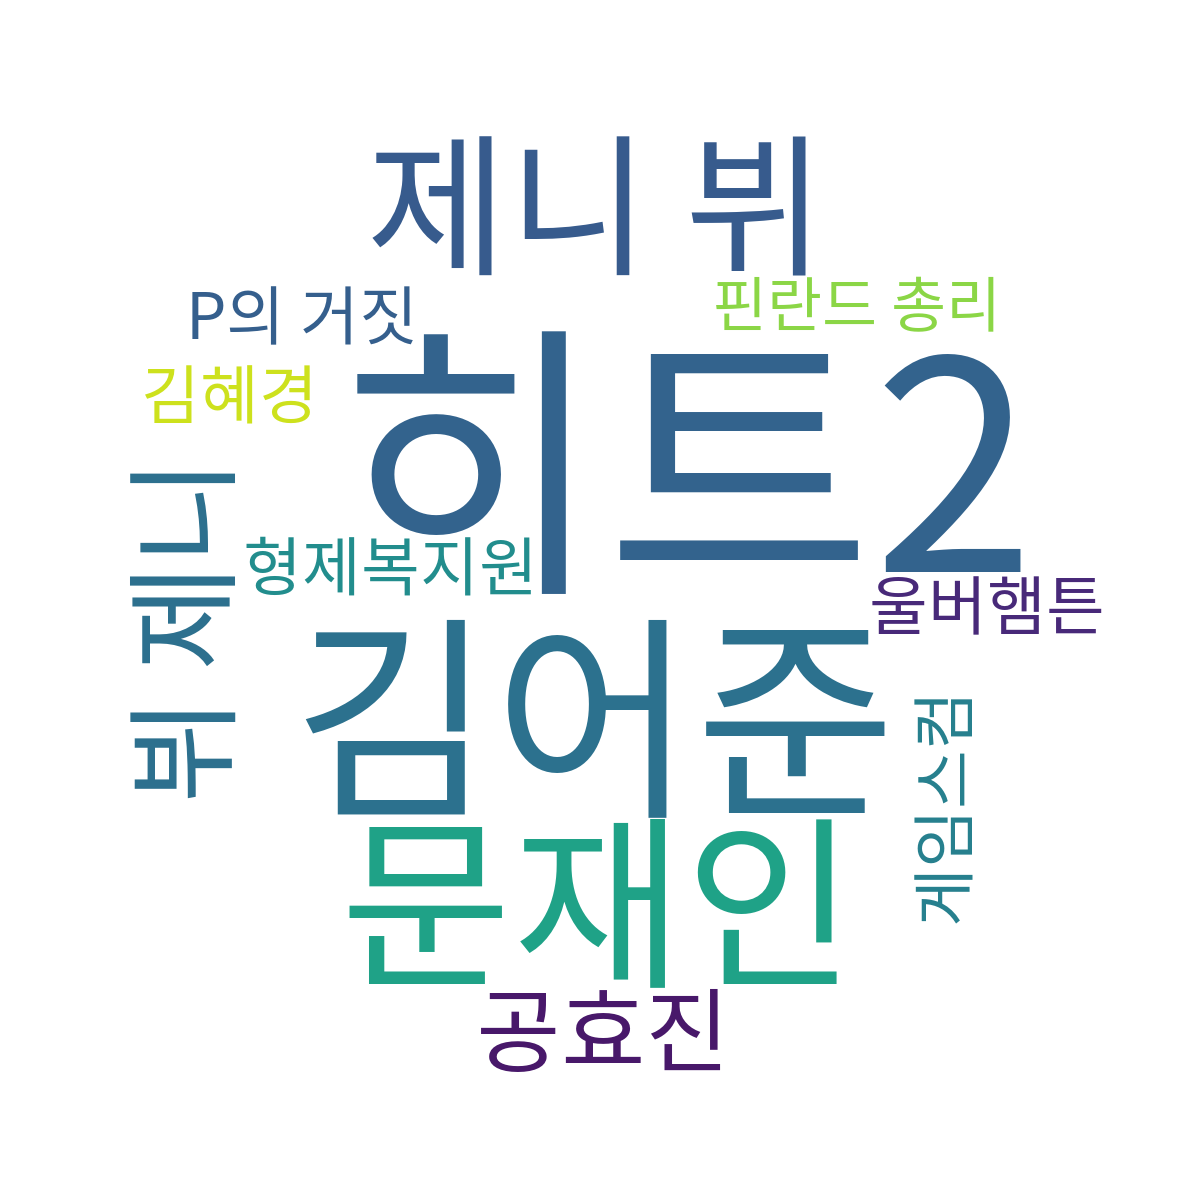 제니 뷔
P의 거짓
핀란드 총리
김혜경
히트2
뷔 제니
형제복지원
울버햄튼
김어준
게임스컴
문재인
공효진